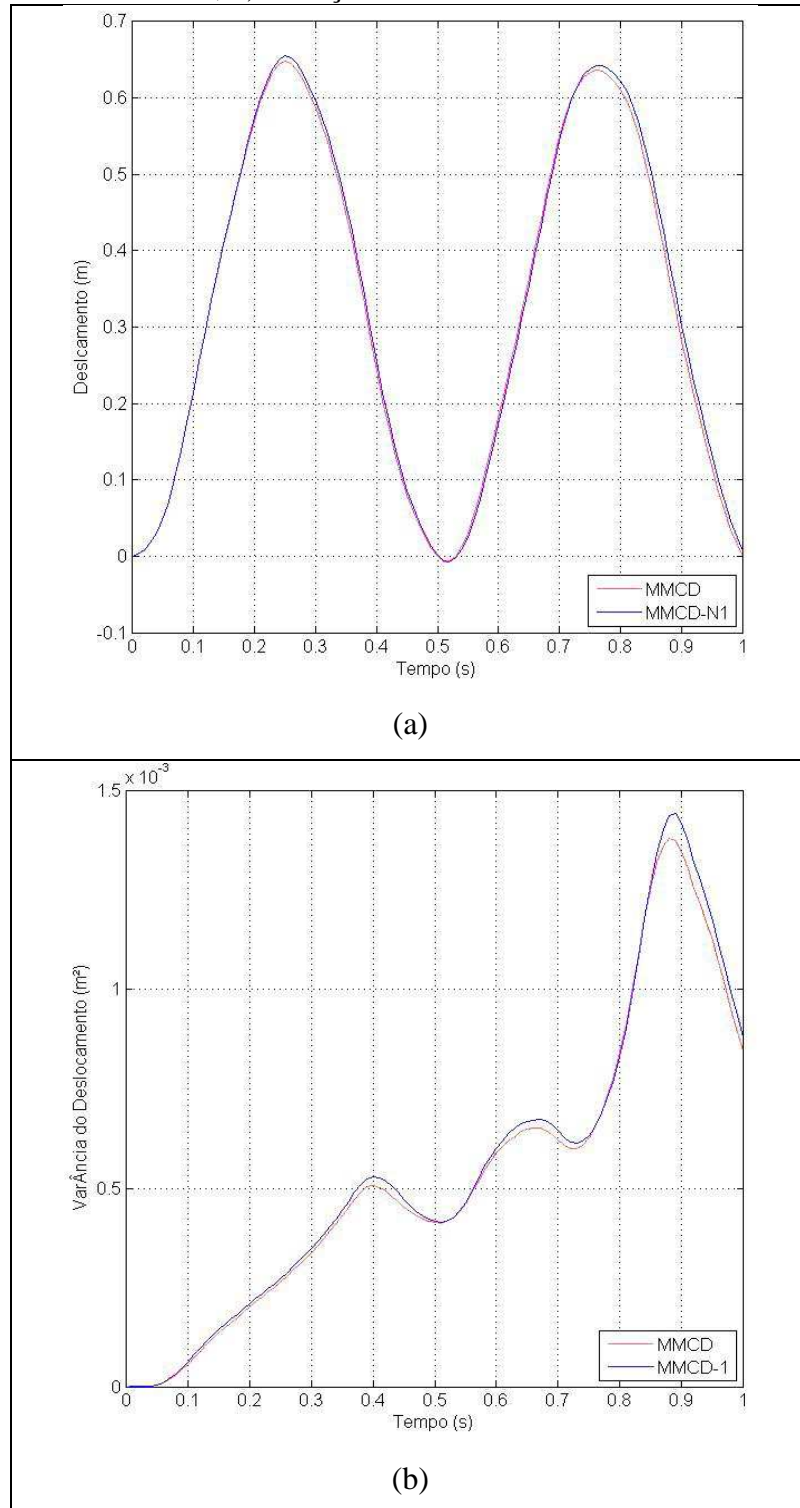 0.7
0.6
0.5
0.4
0.3
0.2
0.1
0
-0.1
Deslcamento (m)
0 0.1 0.2 0.3 0.4 0.5 0.6 0.7 0.8 0.9 1
Tempo (s)
MMCD
MMCD-N1
(a)
x 10-3
1.5
1
0.5
0
VarÂncia do Deslocamento (m²)
0 0.1 0.2 0.3 0.4 0.5 0.6 0.7 0.8 0.9 1
Tempo (s)
MMCD
MMCD-1
(b)